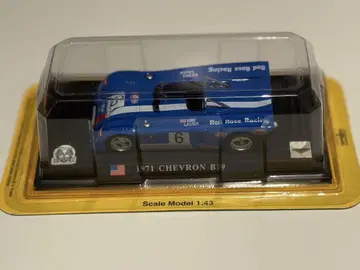 Red Rose Racing
Red Rose Racing
6
1971 CHEVRON B19
Scale Model 1:43